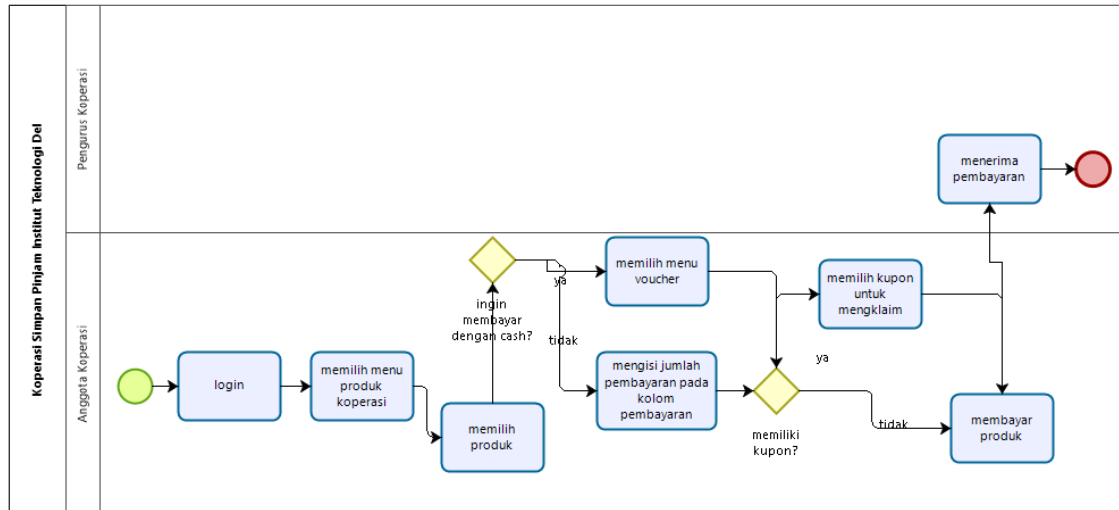 Koperasi Simpan Pinjam Institut Teknologi Del
Pengurus Koperasi
menerima
pembayaran
Anggota Koperasi
login
memilih menu
produk
koperasi
memilih
produk
ingin
membayar
dengan cash?
ya
tidak
memilih menu
voucher
mengisi jumlah
pembayaran pada
kolom
pembayaran
memiliki
kupon?
ya
tidak
memilih kupon
untuk
mengklaim
membayar
produk